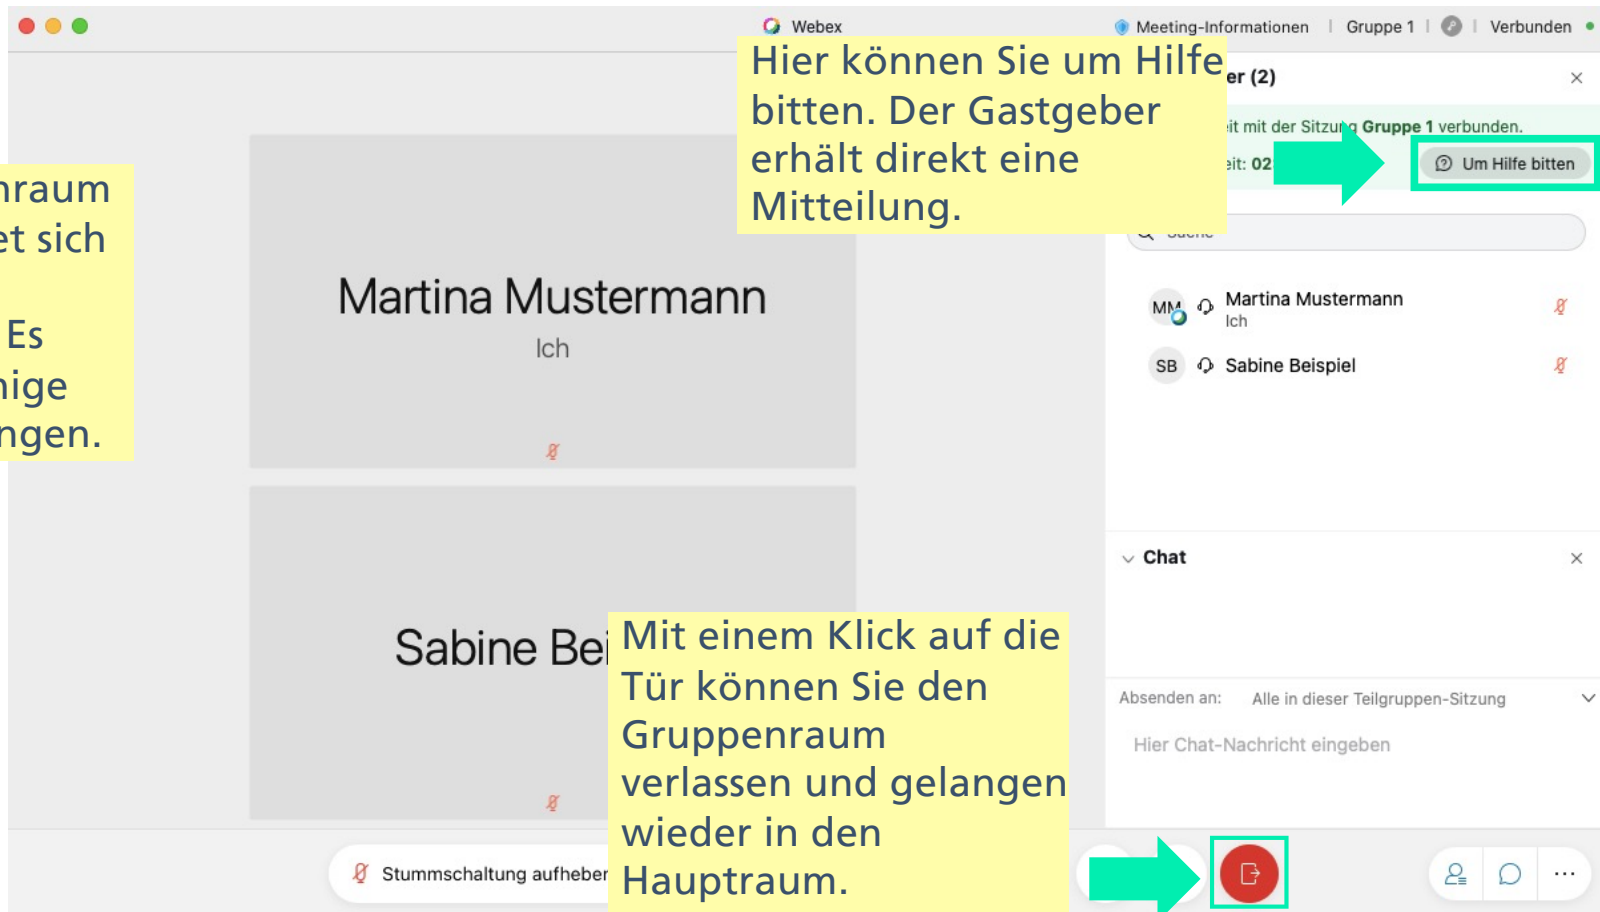 Webex
Meeting-Informationen
Gruppe 1
Verbunden
Hier können Sie um Hilfe
bitten. Der Gastgeber
erhält direkt eine
Mitteilung.
er (2)
it mit der Sitzung Gruppe 1 verbunden.
eit: 02
Um Hilfe bitten
et sich
Es
Martina Mustermann
Ich
MM
Martina Mustermann
Ich
SB
Sabine Beispiel
Chat
Sabine Bei
Mit einem Klick auf die
Tür können Sie den
Gruppenraum
verlassen und gelangen
wieder in den
Hauptraum.
Absenden an: Alle in dieser Teilgruppen-Sitzung
Hier Chat-Nachricht eingeben
Stummschaltung aufheben